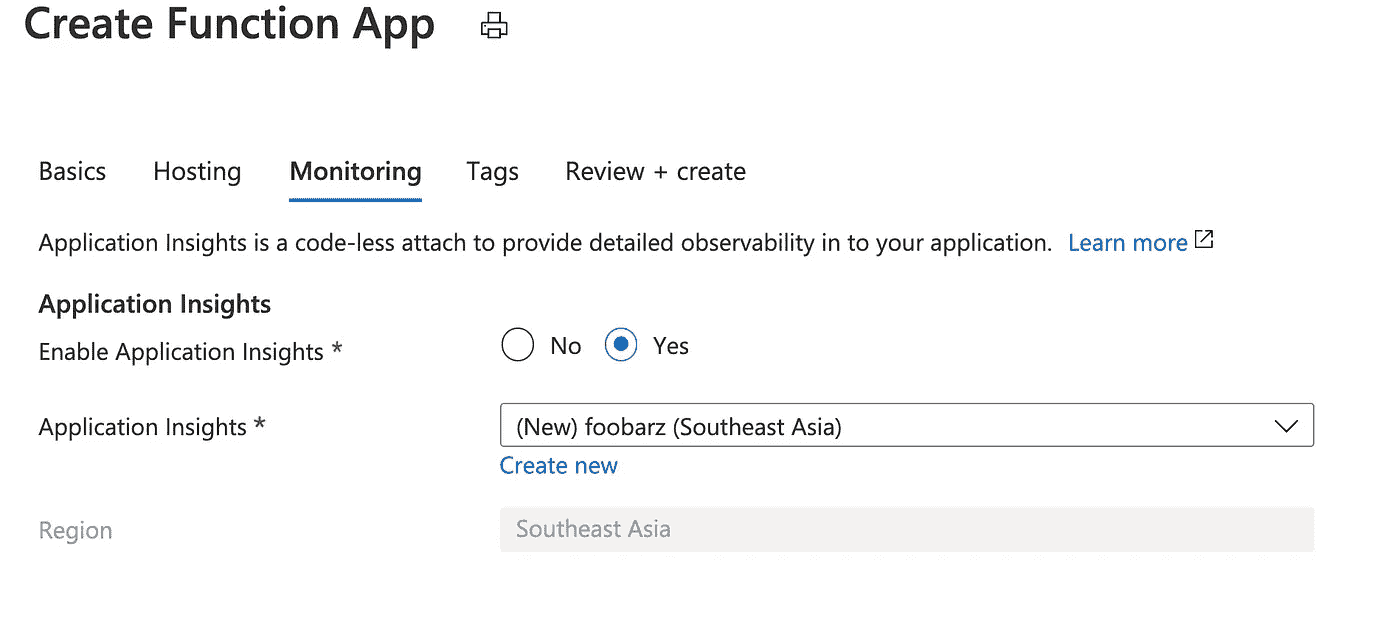 Create Function App
Basics Hosting Monitoring Tags Review + create
Application Insights is a code-less attach to provide detailed observability in to your application. Learn more
Application Insights
Enable Application Insights * No Yes
Application Insights * (New) foobarz (Southeast Asia)
Create new
Region Southeast Asia